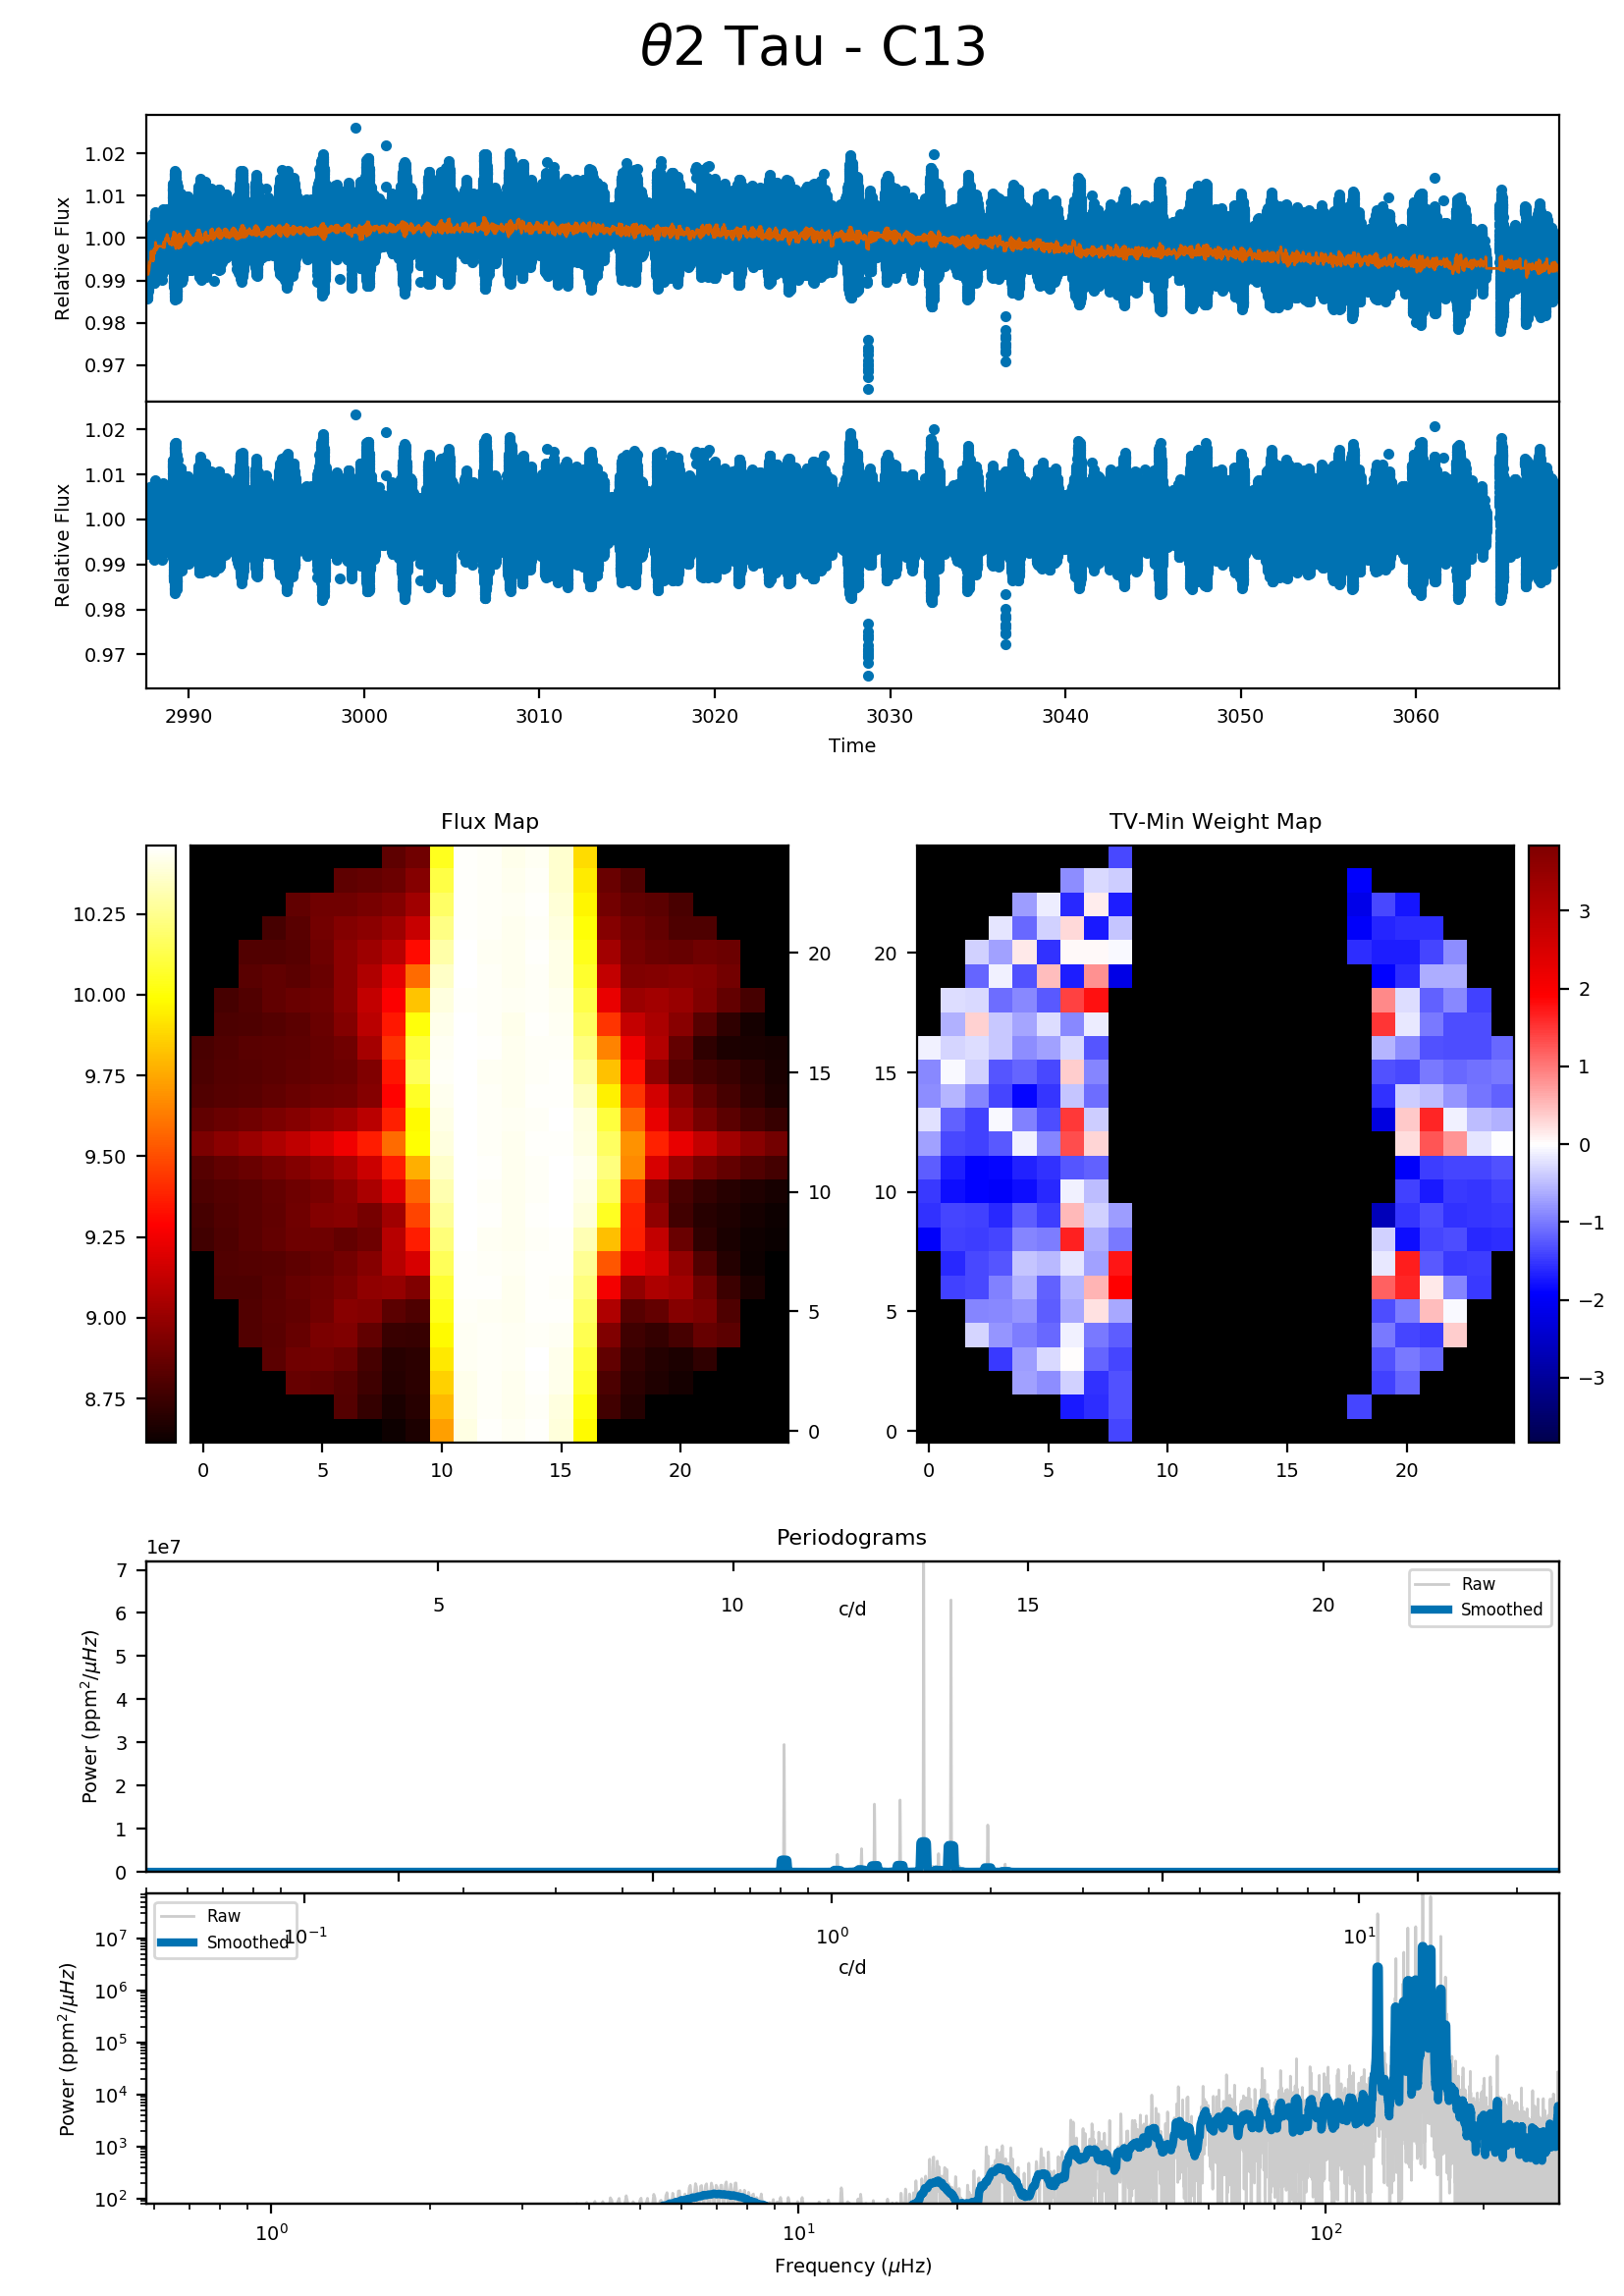 θ2 Tau - C13
1.02
1.01
1.00
0.99
0.98
0.97
Relative Flux
1.02
1.01
1.00
0.99
0.98
0.97
Relative Flux
2990 3000 3010 3020 3030 3040 3050 3060
Time
Flux Map
TV-Min Weight Map
10.25
10.00
9.75
9.50
9.25
9.00
8.75
20
15
10
5
0
0 5 10 15 20
20
15
10
5
0
0 5 10 15 20
3
2
1
0
−1
−2
−3
Periodograms
1e7
7
6
5
4
3
2
1
0
Power (ppm²/μHz)
5 10 15 20
c/d
Raw
Smoothed
10⁷
10⁶
10⁵
10⁴
10³
10²
Power (ppm²/μHz)
Raw
Smoothed
10⁻¹ 10⁰ 10¹
c/d
10⁰ 10¹ 10²
Frequency (μHz)